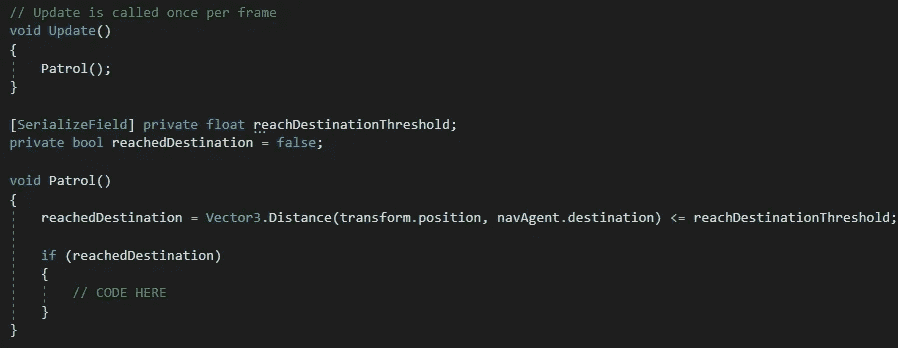 // Update is called once per frame
void Update()
{
    Patrol();
}
[SerializeField] private float reachDestinationThreshold;
private bool reachedDestination = false;
void Patrol()
{
    reachedDestination = Vector3.Distance(transform.position, navAgent.destination) <= reachDestinationThreshold;
    if (reachedDestination)
    {
        // CODE HERE
    }
}